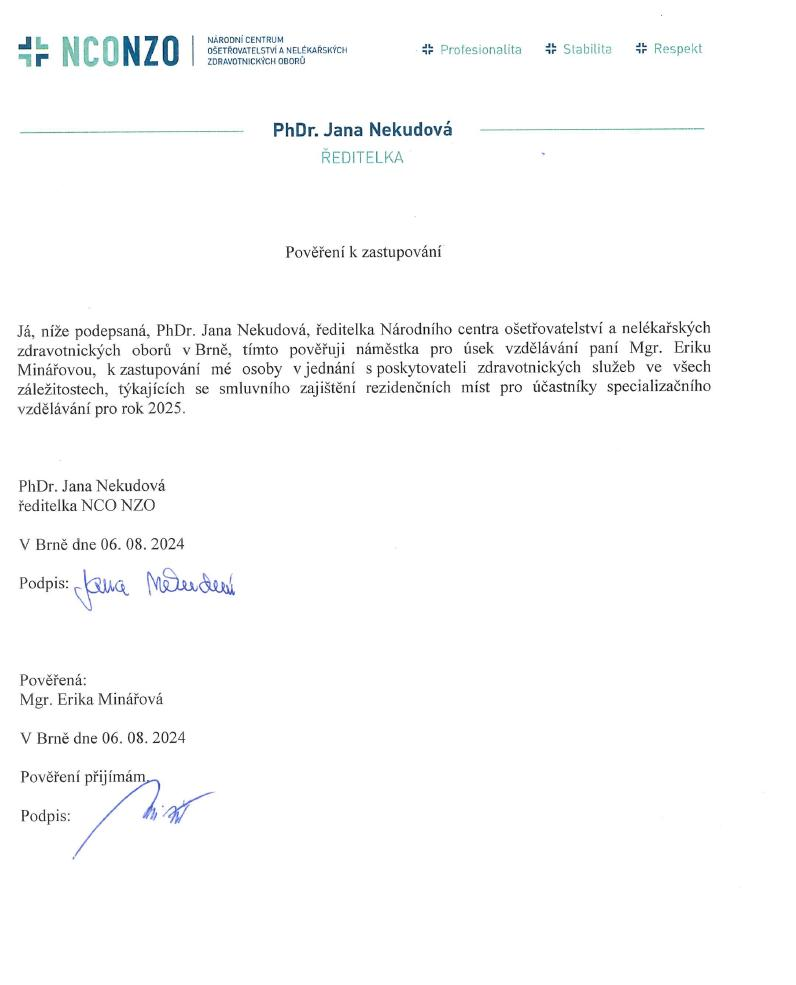 NCONZO
NÁRODNÍ CENTRUM
OŠETŘOVATELSTVÍ A NELÉKAŘSKÝCH
ZDRAVOTNICKÝCH OBORŮ
Profesionalita Stabilita Respekt
PhDr. Jana Nekudová
ŘEDITELKA
Pověření k zastupování
Já, níže podepsaná, PhDr. Jana Nekudová, ředitelka Národního centra ošetřovatelství a nelékařských
zdravotnických oborů v Brně, tímto pověřuji náměstka pro úsek vzdělávání paní Mgr. Eriku
Minářovou, k zastupování mé osoby v jednání s poskytovateli zdravotnických služeb ve všech
záležitostech, týkajících se smluvního zajištění rezidenčních míst pro účastníky specializačního
vzdělávání pro rok 2025.
PhDr. Jana Nekudová
ředitelka NCO NZO
V Brně dne 06. 08. 2024
Podpis: Jana Nekudová
Pověřená:
Mgr. Erika Minářová
V Brně dne 06. 08. 2024
Pověření přijímám.
Podpis: